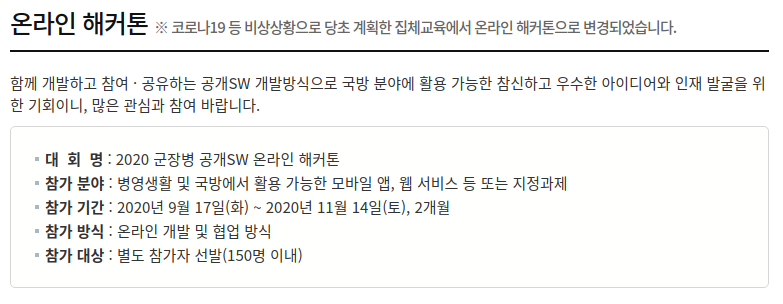 온라인 해커톤 ※ 코로나19 등 비상상황으로 당초 계획한 집체교육에서 온라인 해커톤으로 변경되었습니다.
함께 개발하고 참여 · 공유하는 공개SW 개발방식으로 국방 분야에 활용 가능한 참신하고 우수한 아이디어와 인재 발굴을 위
한 기회이니, 많은 관심과 참여 바랍니다.
대 회 명 : 2020 군장병 공개SW 온라인 해커톤
참가 분야 : 병영생활 및 국방에서 활용 가능한 모바일 앱, 웹 서비스 등 또는 지정과제
참가 기간 : 2020년 9월 17일(화) ~ 2020년 11월 14일(토), 2개월
참가 방식 : 온라인 개발 및 협업 방식
참가 대상 : 별도 참가자 선발(150명 이내)